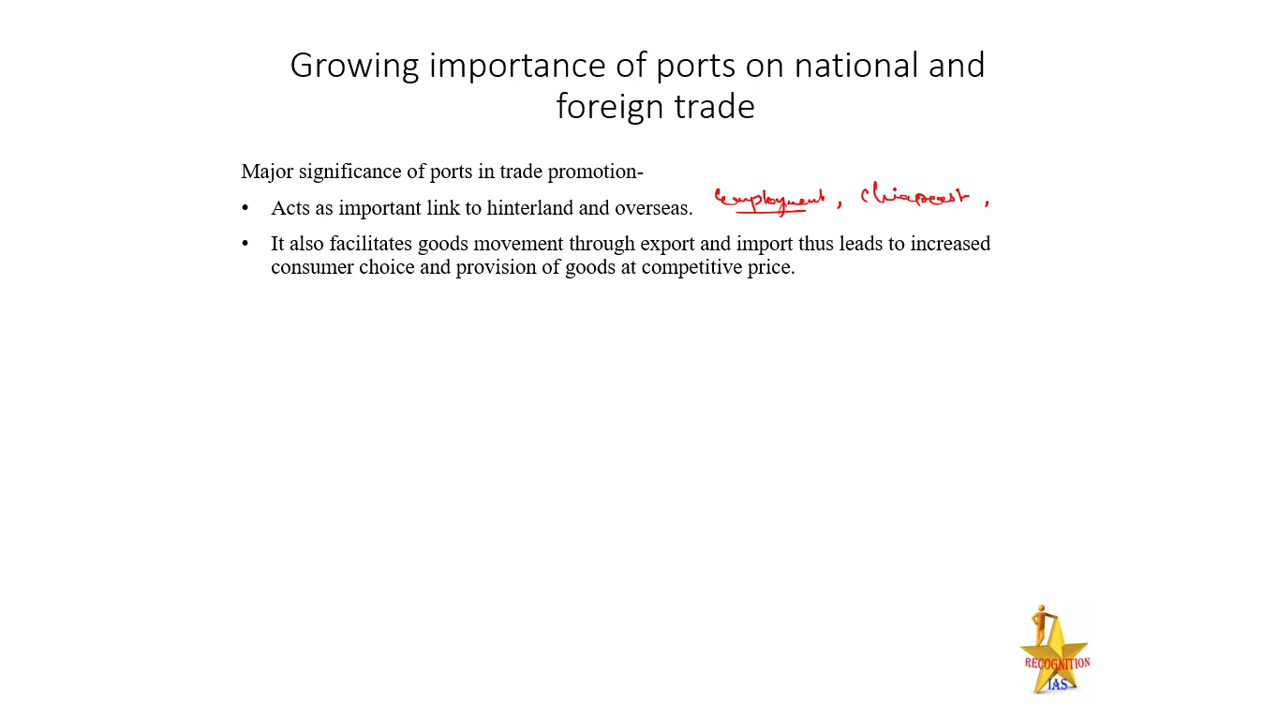 Growing importance of ports on national and
foreign trade
Major significance of ports in trade promotion-
• Acts as important link to hinterland and overseas. employment, chiapeast,
• It also facilitates goods movement through export and import thus leads to increased
consumer choice and provision of goods at competitive price.
RECOGNITION
IAS